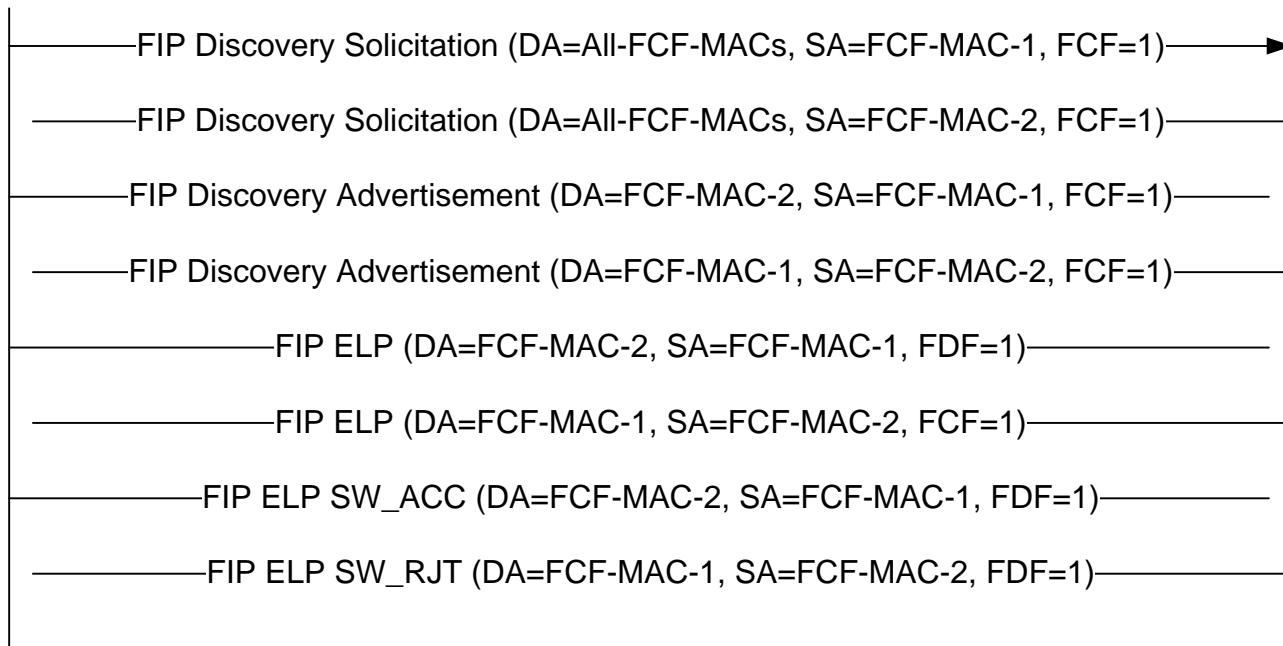 FIP Discovery Solicitation (DA=All-FCF-MACs, SA=FCF-MAC-1, FCF=1)
FIP Discovery Solicitation (DA=All-FCF-MACs, SA=FCF-MAC-2, FCF=1)
FIP Discovery Advertisement (DA=FCF-MAC-2, SA=FCF-MAC-1, FCF=1)
FIP Discovery Advertisement (DA=FCF-MAC-1, SA=FCF-MAC-2, FCF=1)
FIP ELP (DA=FCF-MAC-2, SA=FCF-MAC-1, FDF=1)
FIP ELP (DA=FCF-MAC-1, SA=FCF-MAC-2, FCF=1)
FIP ELP SW_ACC (DA=FCF-MAC-2, SA=FCF-MAC-1, FDF=1)
FIP ELP SW_RJT (DA=FCF-MAC-1, SA=FCF-MAC-2, FDF=1)